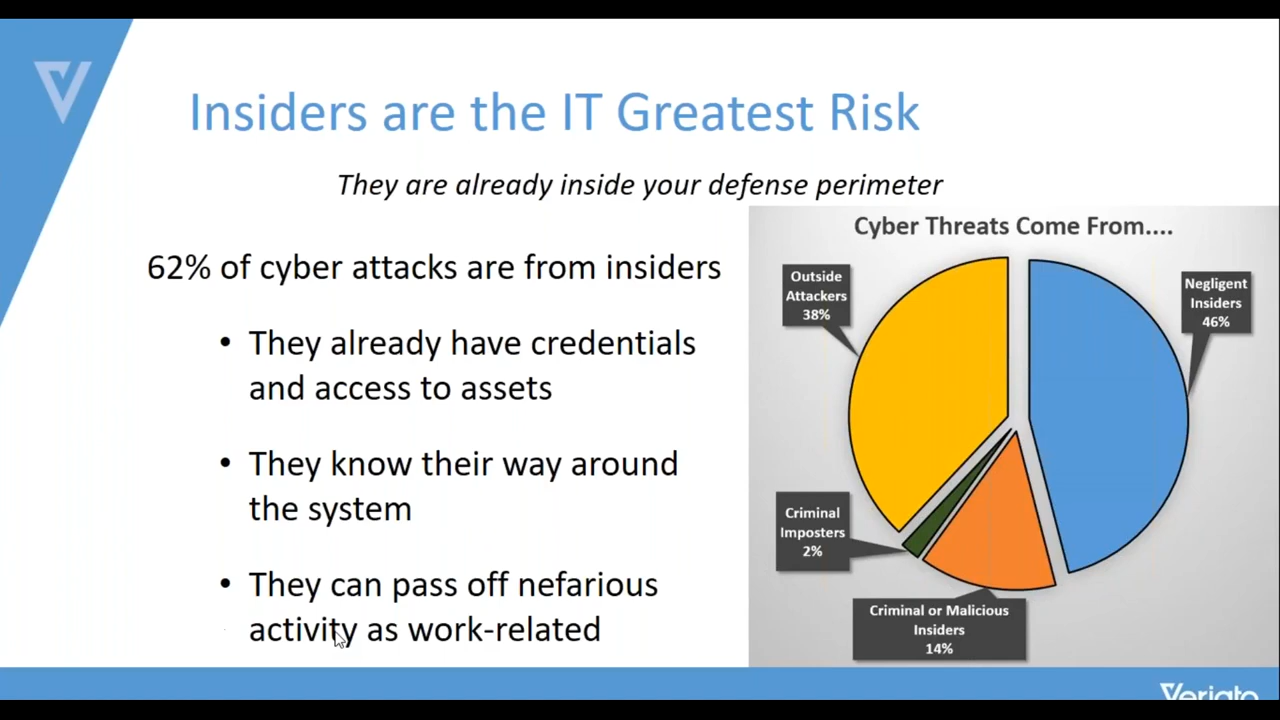 Insiders are the IT Greatest Risk
They are already inside your defense perimeter
62% of cyber attacks are from insiders
• They already have credentials
and access to assets
• They know their way around
the system
• They can pass off nefarious
activity as work-related
Cyber Threats Come From....
Outside
Attackers
38%
Negligent
Insiders
46%
Criminal
Imposters
2%
Criminal or Malicious
Insiders
14%
Veriato